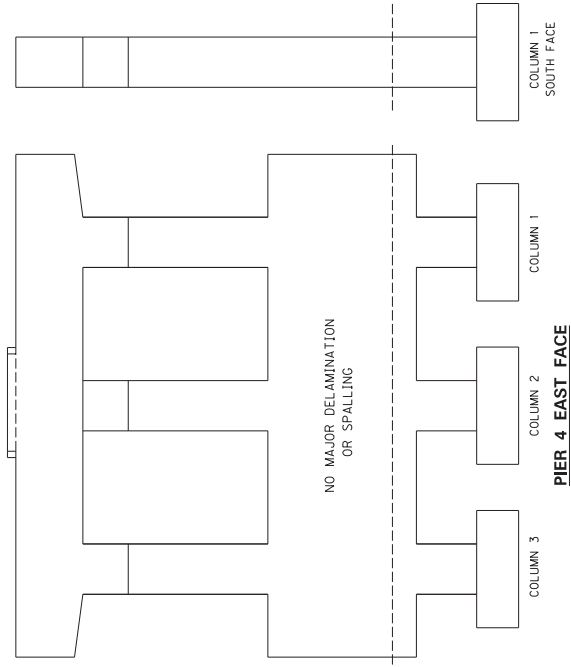 NO MAJOR DELAMINATION
OR SPALLING
COLUMN 3
COLUMN 2
COLUMN 1
COLUMN 1
SOUTH FACE
PIER 4 EAST FACE